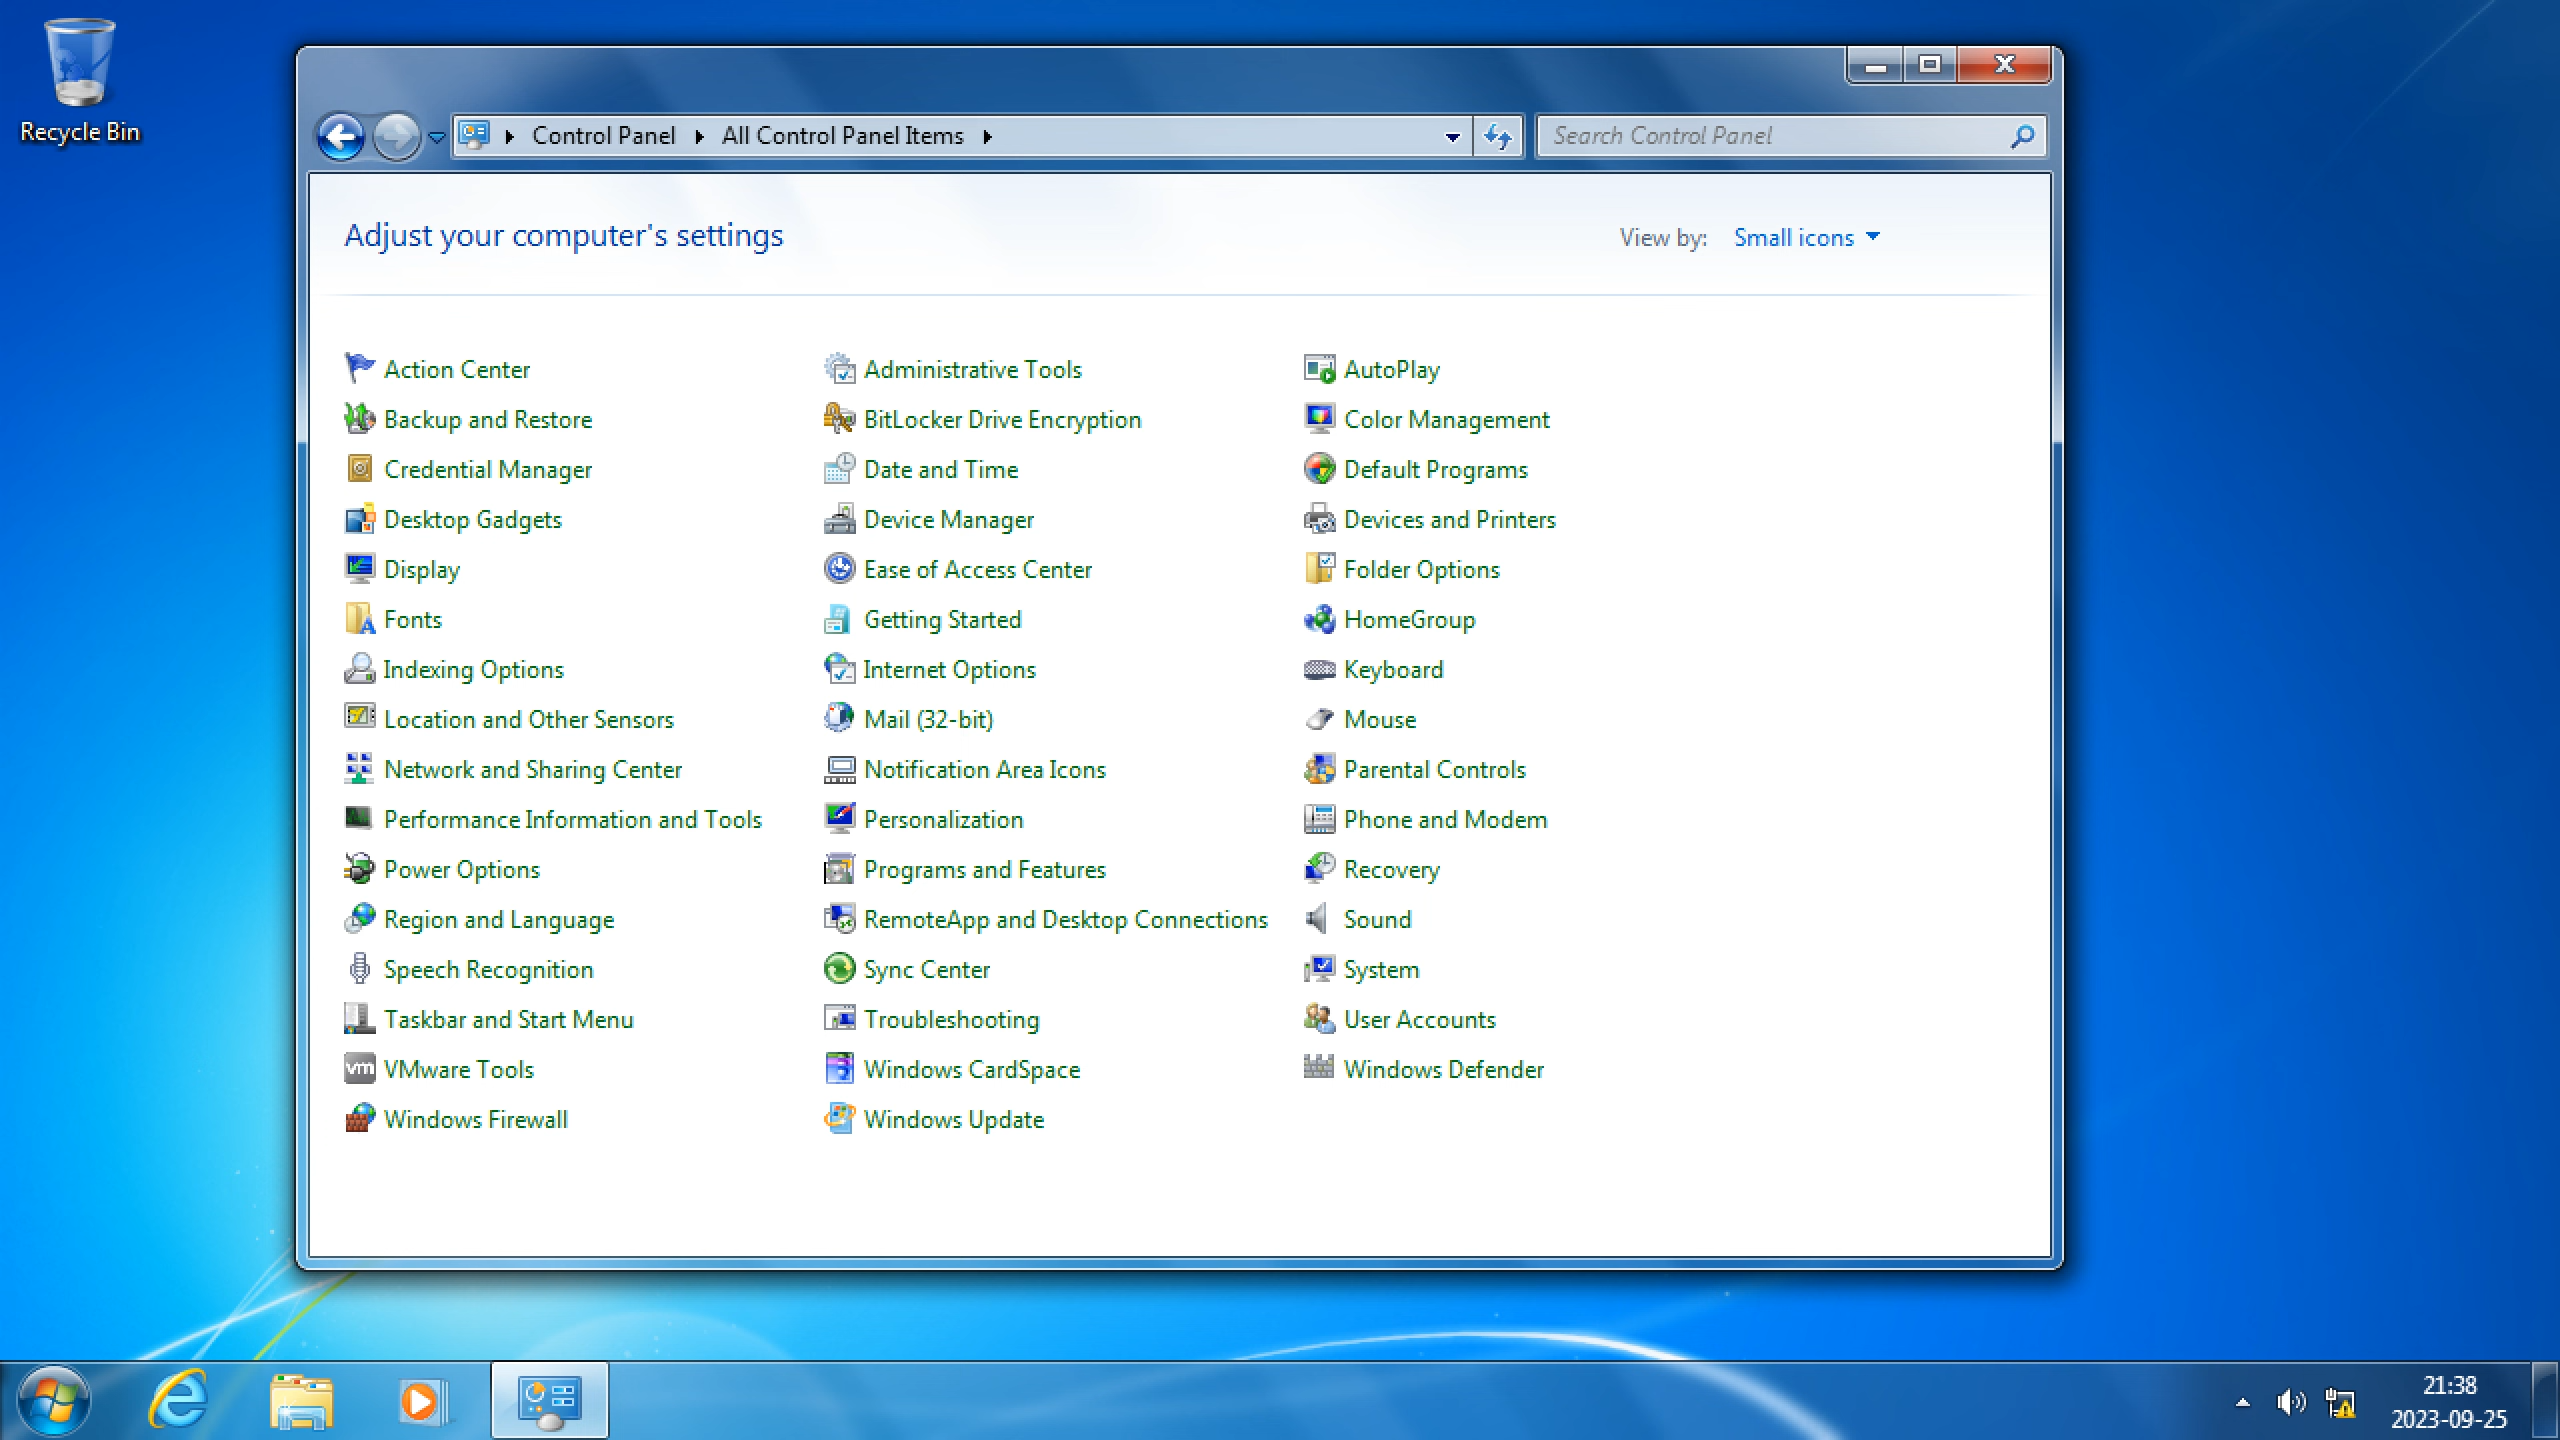 Recycle Bin
Control Panel All Control Panel Items
Search Control Panel
Adjust your computer's settings
View by: Small icons
Action Center Administrative Tools AutoPlay
Backup and Restore BitLocker Drive Encryption Color Management
Credential Manager Date and Time Default Programs
Desktop Gadgets Device Manager Devices and Printers
Display Ease of Access Center Folder Options
Fonts Getting Started HomeGroup
Indexing Options Internet Options Keyboard
Location and Other Sensors Mail (32-bit) Mouse
Network and Sharing Center Notification Area Icons Parental Controls
Performance Information and Tools Personalization Phone and Modem
Power Options Programs and Features Recovery
Region and Language RemoteApp and Desktop Connections Sound
Speech Recognition Sync Center System
Taskbar and Start Menu Troubleshooting User Accounts
vm VMware Tools Windows CardSpace Windows Defender
Windows Firewall Windows Update
21:38
2023-09-25